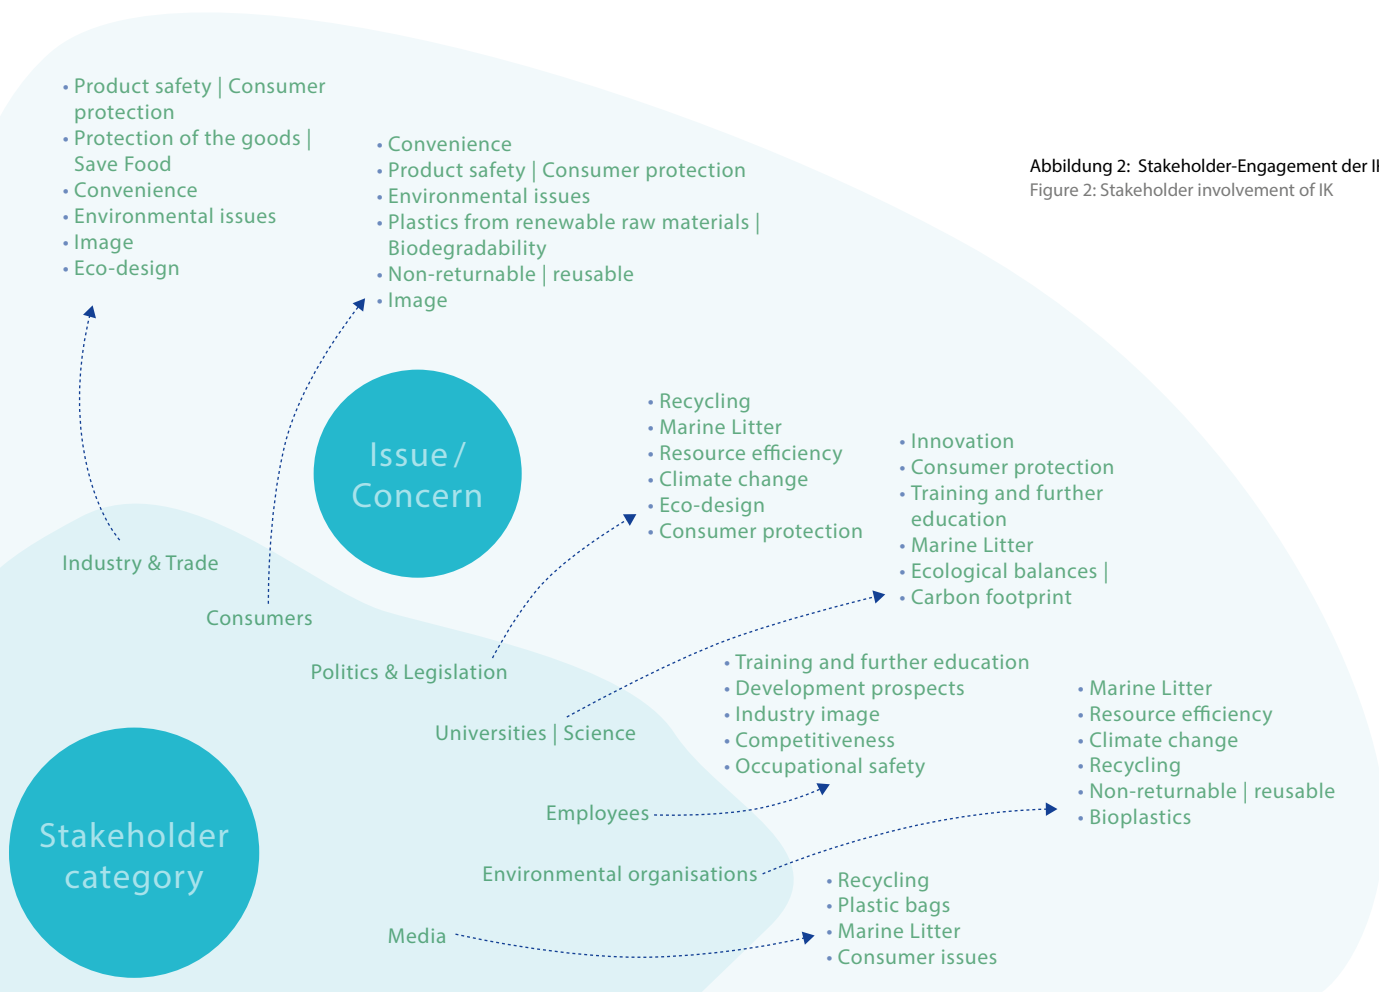 • Product safety | Consumer
protection
• Protection of the goods |
Save Food
• Convenience
• Environmental issues
• Image
• Eco-design
• Convenience
• Product safety | Consumer protection
• Environmental issues
• Plastics from renewable raw materials |
Biodegradability
• Non-returnable | reusable
• Image
Abbildung 2: Stakeholder-Engagement der
Figure 2: Stakeholder involvement of IK
Issue /
Concern
• Recycling
• Marine Litter
• Resource efficiency
• Climate change
• Eco-design
• Consumer protection
• Innovation
• Consumer protection
• Training and further
education
• Marine Litter
• Ecological balances |
• Carbon footprint
Industry & Trade
Consumers
Politics & Legislation
Universities | Science
• Training and further education
• Development prospects
• Industry image
• Competitiveness
• Occupational safety
• Marine Litter
• Resource efficiency
• Climate change
• Recycling
• Non-returnable | reusable
• Bioplastics
Employees
Environmental organisations
Media
• Recycling
• Plastic bags
• Marine Litter
• Consumer issues
Stakeholder
category